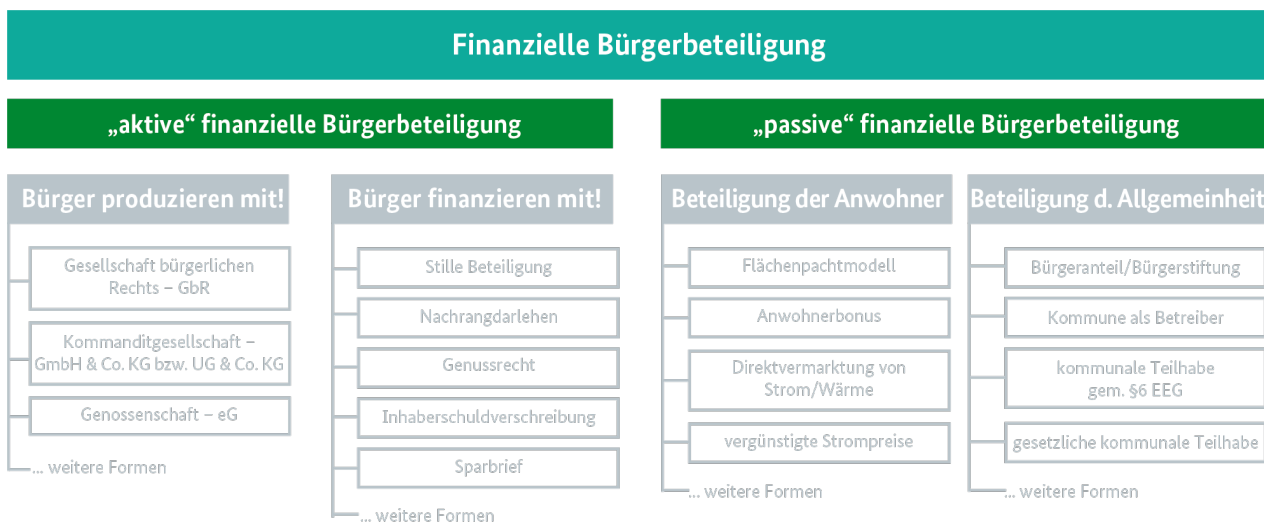 Finanzielle Bürgerbeteiligung
„aktive“ finanzielle Bürgerbeteiligung
„passive“ finanzielle Bürgerbeteiligung
Bürger produzieren mit!
Gesellschaft bürgerlichen
Rechts – GbR
Kommanditgesellschaft –
GmbH & Co. KG bzw. UG & Co. KG
Genossenschaft – eG
... weitere Formen
Bürger finanzieren mit!
Stille Beteiligung
Nachrangdarlehen
Genussrecht
Inhaberschuldverschreibung
Sparbrief
... weitere Formen
Beteiligung der Anwohner
Flächenpachtmodell
Anwohnerbonus
Direktvermarktung von
Strom/Wärme
vergünstigte Strompreise
... weitere Formen
Beteiligung d. Allgemeinheit
Bürgeranteil/Bürgerstiftung
Kommune als Betreiber
kommunale Teilhabe
gem. §6 EEG
gesetzliche kommunale Teilhabe
... weitere Formen